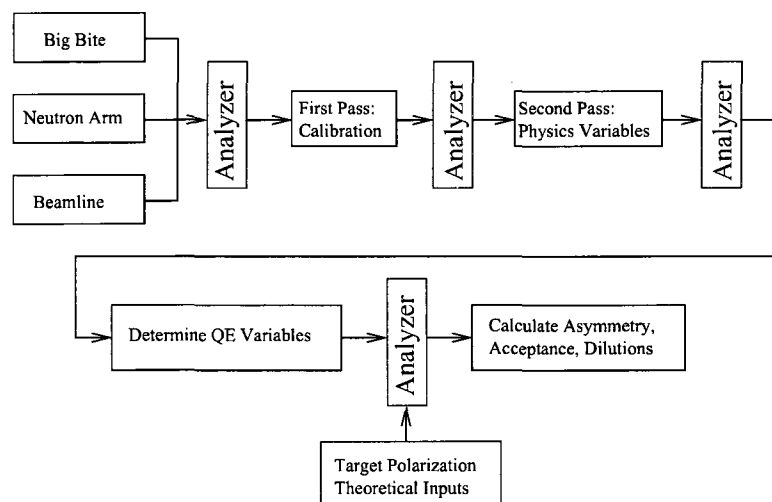 Big Bite
Neutron Arm
Beamline
Analyzer
First Pass:
Calibration
Analyzer
Second Pass:
Physics Variables
Analyzer
Determine QE Variables
Analyzer
Calculate Asymmetry,
Acceptance, Dilutions
Target Polarization
Theoretical Inputs